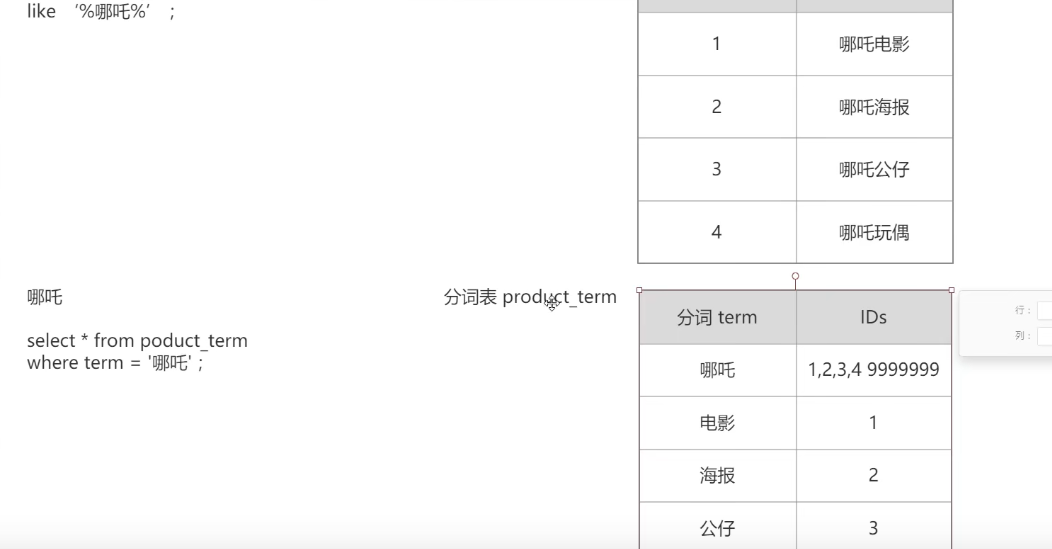 like ‘%哪吒%’ ;
1 哪吒电影
2 哪吒海报
3 哪吒公仔
4 哪吒玩偶
哪吒
分词表 product_term
select * from poduct_term
where term = '哪吒' ;
分词 term IDs
哪吒 1,2,3,4 9999999
电影 1
海报 2
公仔 3
行：
列：